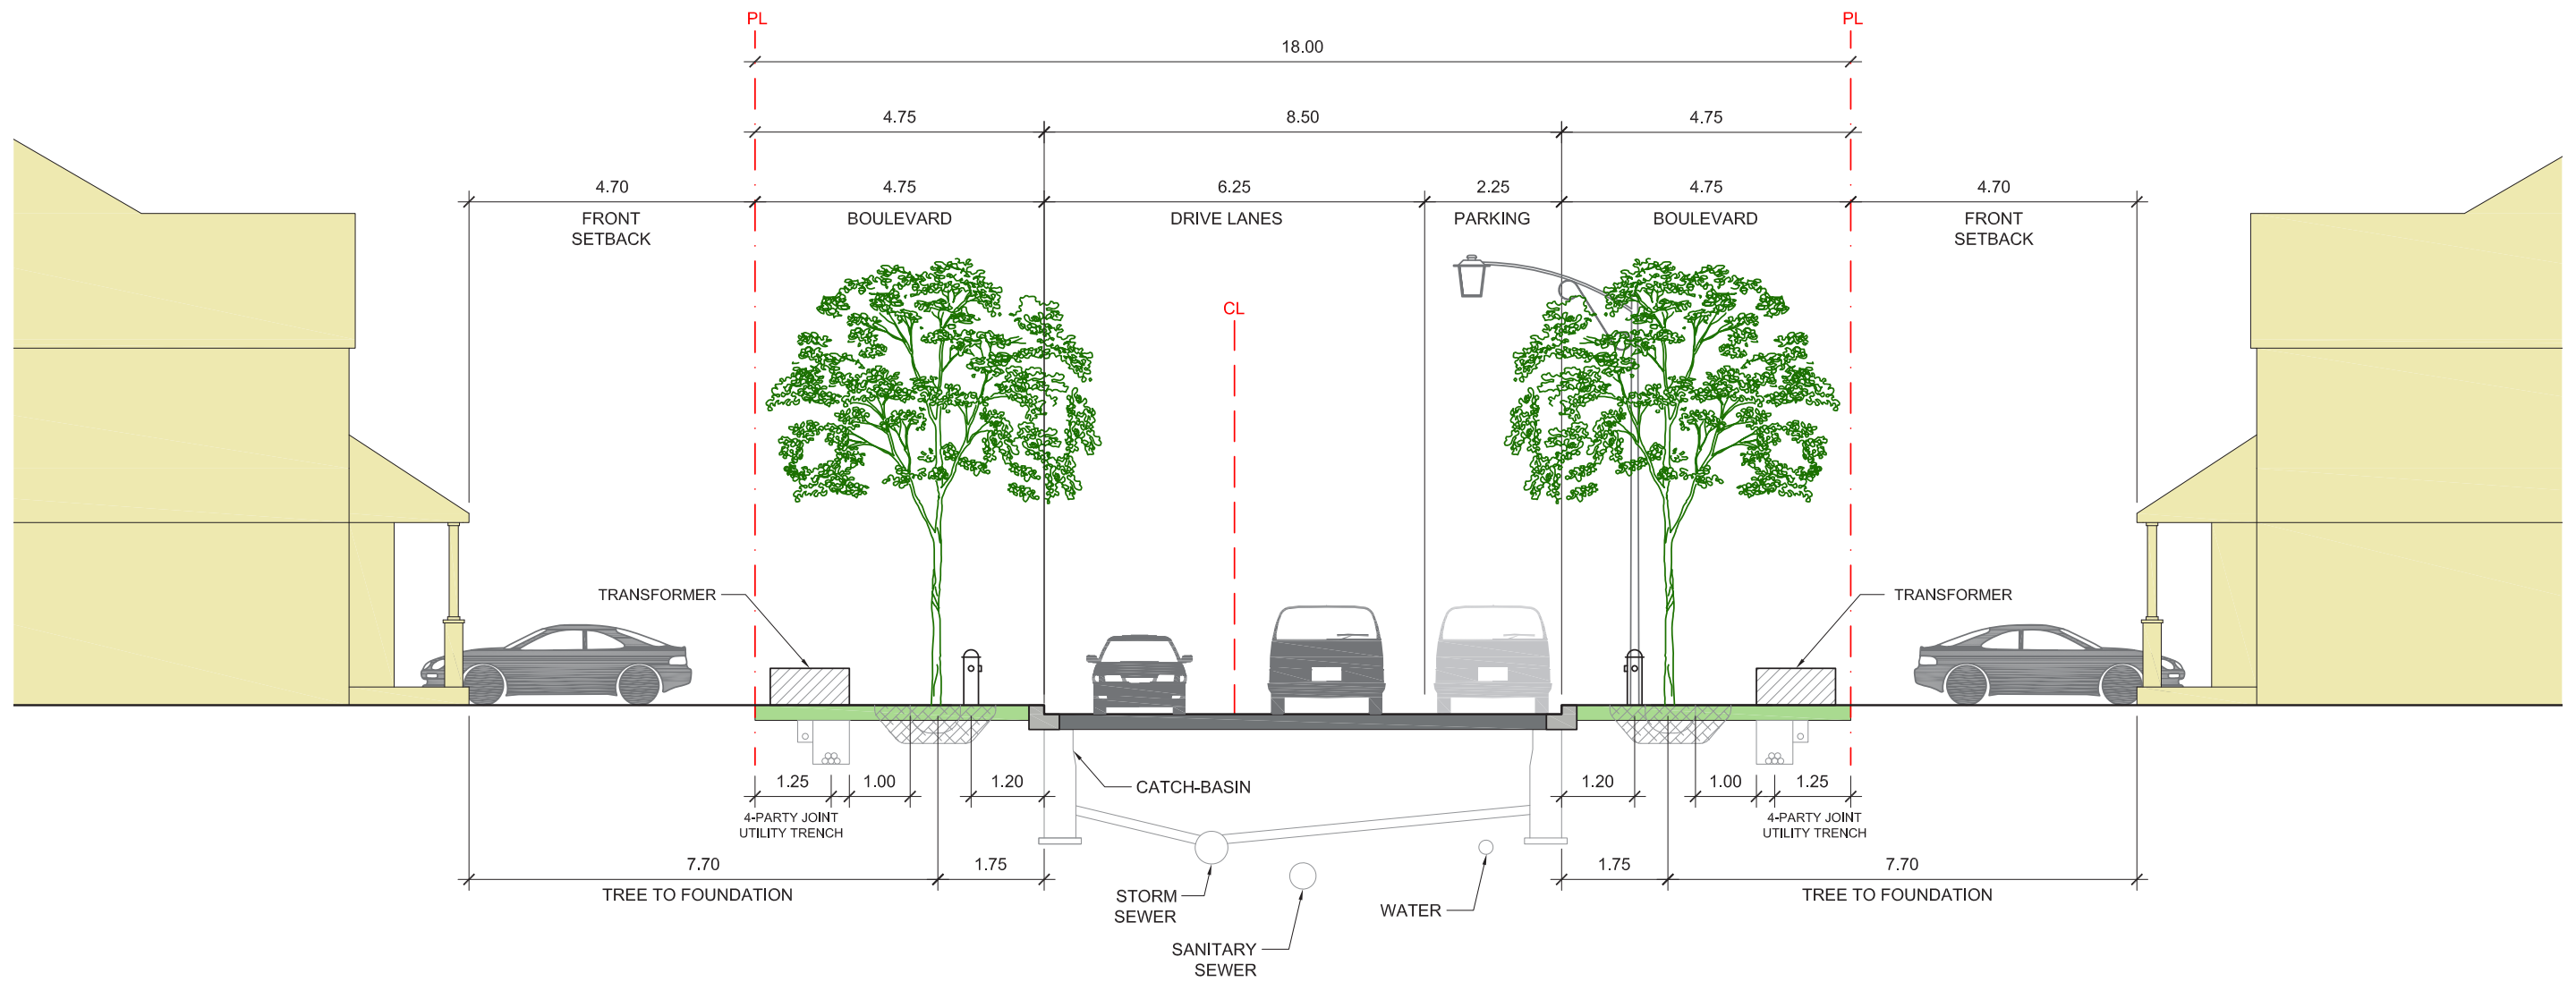 PL
PL
18.00
4.75
8.50
4.75
4.70
4.75
6.25
2.25
4.75
4.70
FRONT
SETBACK
BOULEVARD
DRIVE LANES
PARKING
BOULEVARD
FRONT
SETBACK
CL
TRANSFORMER
TRANSFORMER
1.25
1.00
1.20
CATCH-BASIN
1.20
1.00
1.25
4-PARTY JOINT
UTILITY TRENCH
4-PARTY JOINT
UTILITY TRENCH
7.70
1.75
1.75
7.70
TREE TO FOUNDATION
STORM
SEWER
WATER
TREE TO FOUNDATION
SANITARY
SEWER